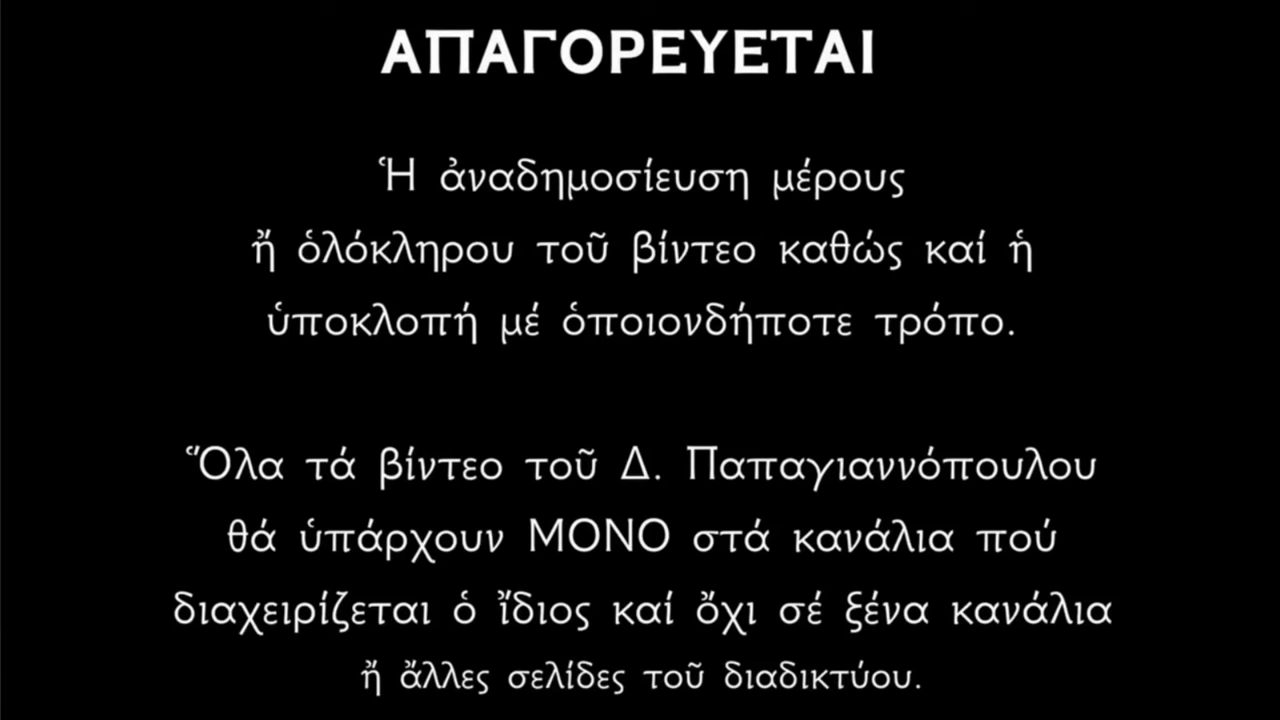 ΑΠΑΓΟΡΕΥΕΤΑΙ
Ἡ ἀναδημοσίευση μέρους
ἤ ὁλόκληρου τοῦ βίντεο καθώς καί ἡ
ὑποκλοπή μέ ὁποιονδήποτε τρόπο.
Ὅλα τά βίντεο τοῦ Δ. Παπαγιαννόπουλου
θά ὑπάρχουν ΜΟΝΟ στά κανάλια πού
διαχειρίζεται ὁ ἴδιος καί ὄχι σέ ξένα κανάλια
ἤ ἄλλες σελίδες τοῦ διαδικτύου.